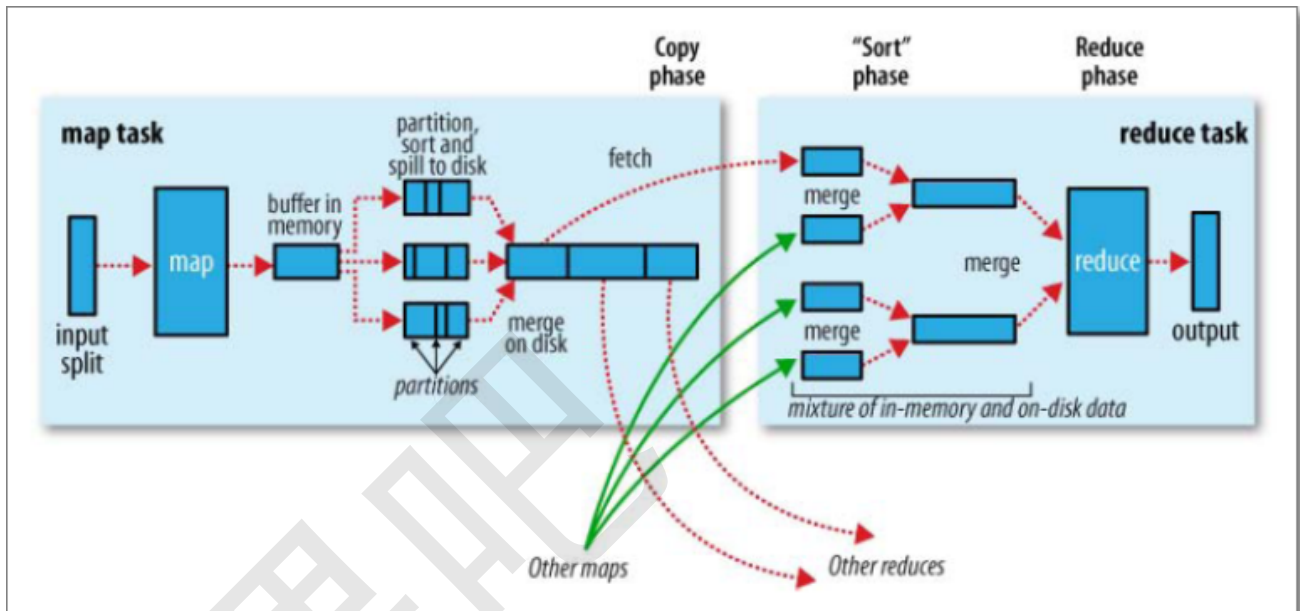 Copy
phase
“Sort”
phase
Reduce
phase
map task
partition,
sort and
spill to disk
fetch
reduce task
buffer in
memory
merge
map
merge
reduce
input
split
merge
on disk
merge
output
partitions
mixture of in-memory and on-disk data
Other maps
Other reduces
吧